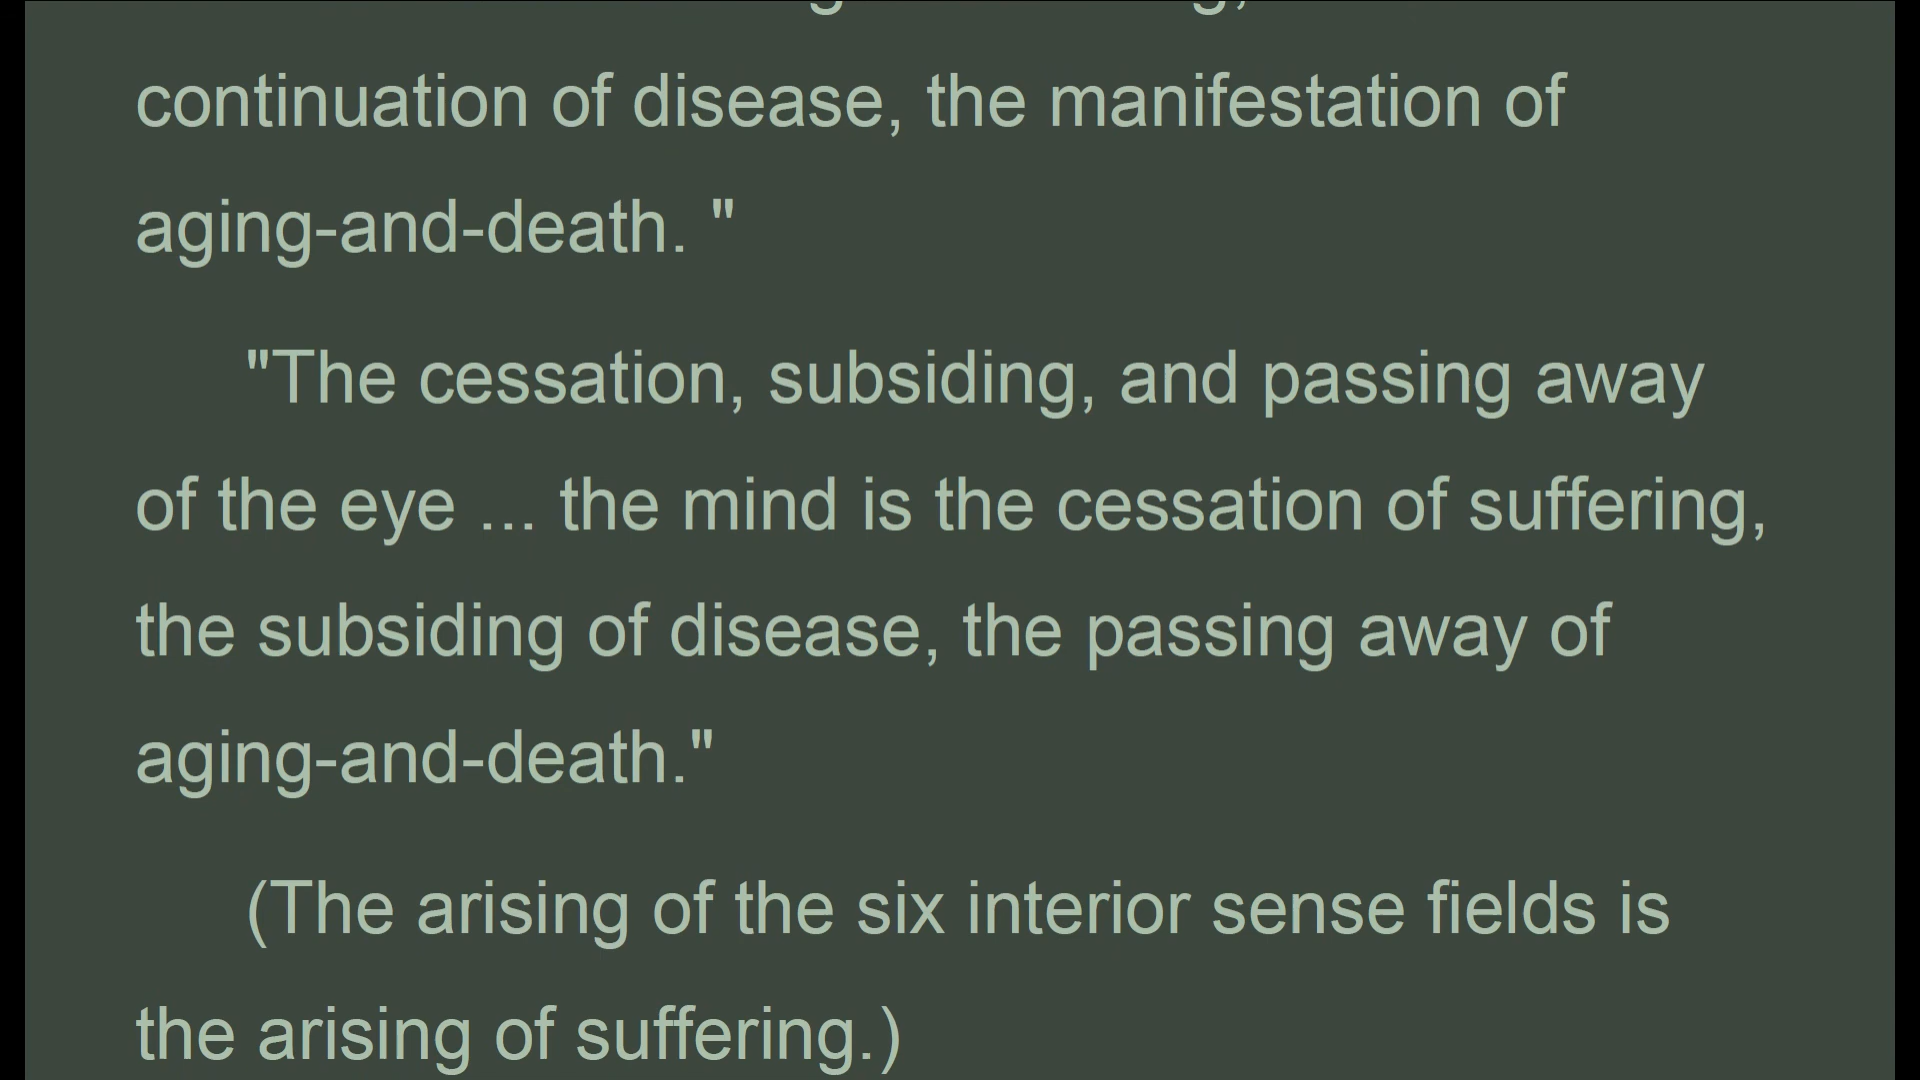 continuation of disease, the manifestation of
aging-and-death. "
"The cessation, subsiding, and passing away
of the eye ... the mind is the cessation of suffering,
the subsiding of disease, the passing away of
aging-and-death."
(The arising of the six interior sense fields is
the arising of suffering.)